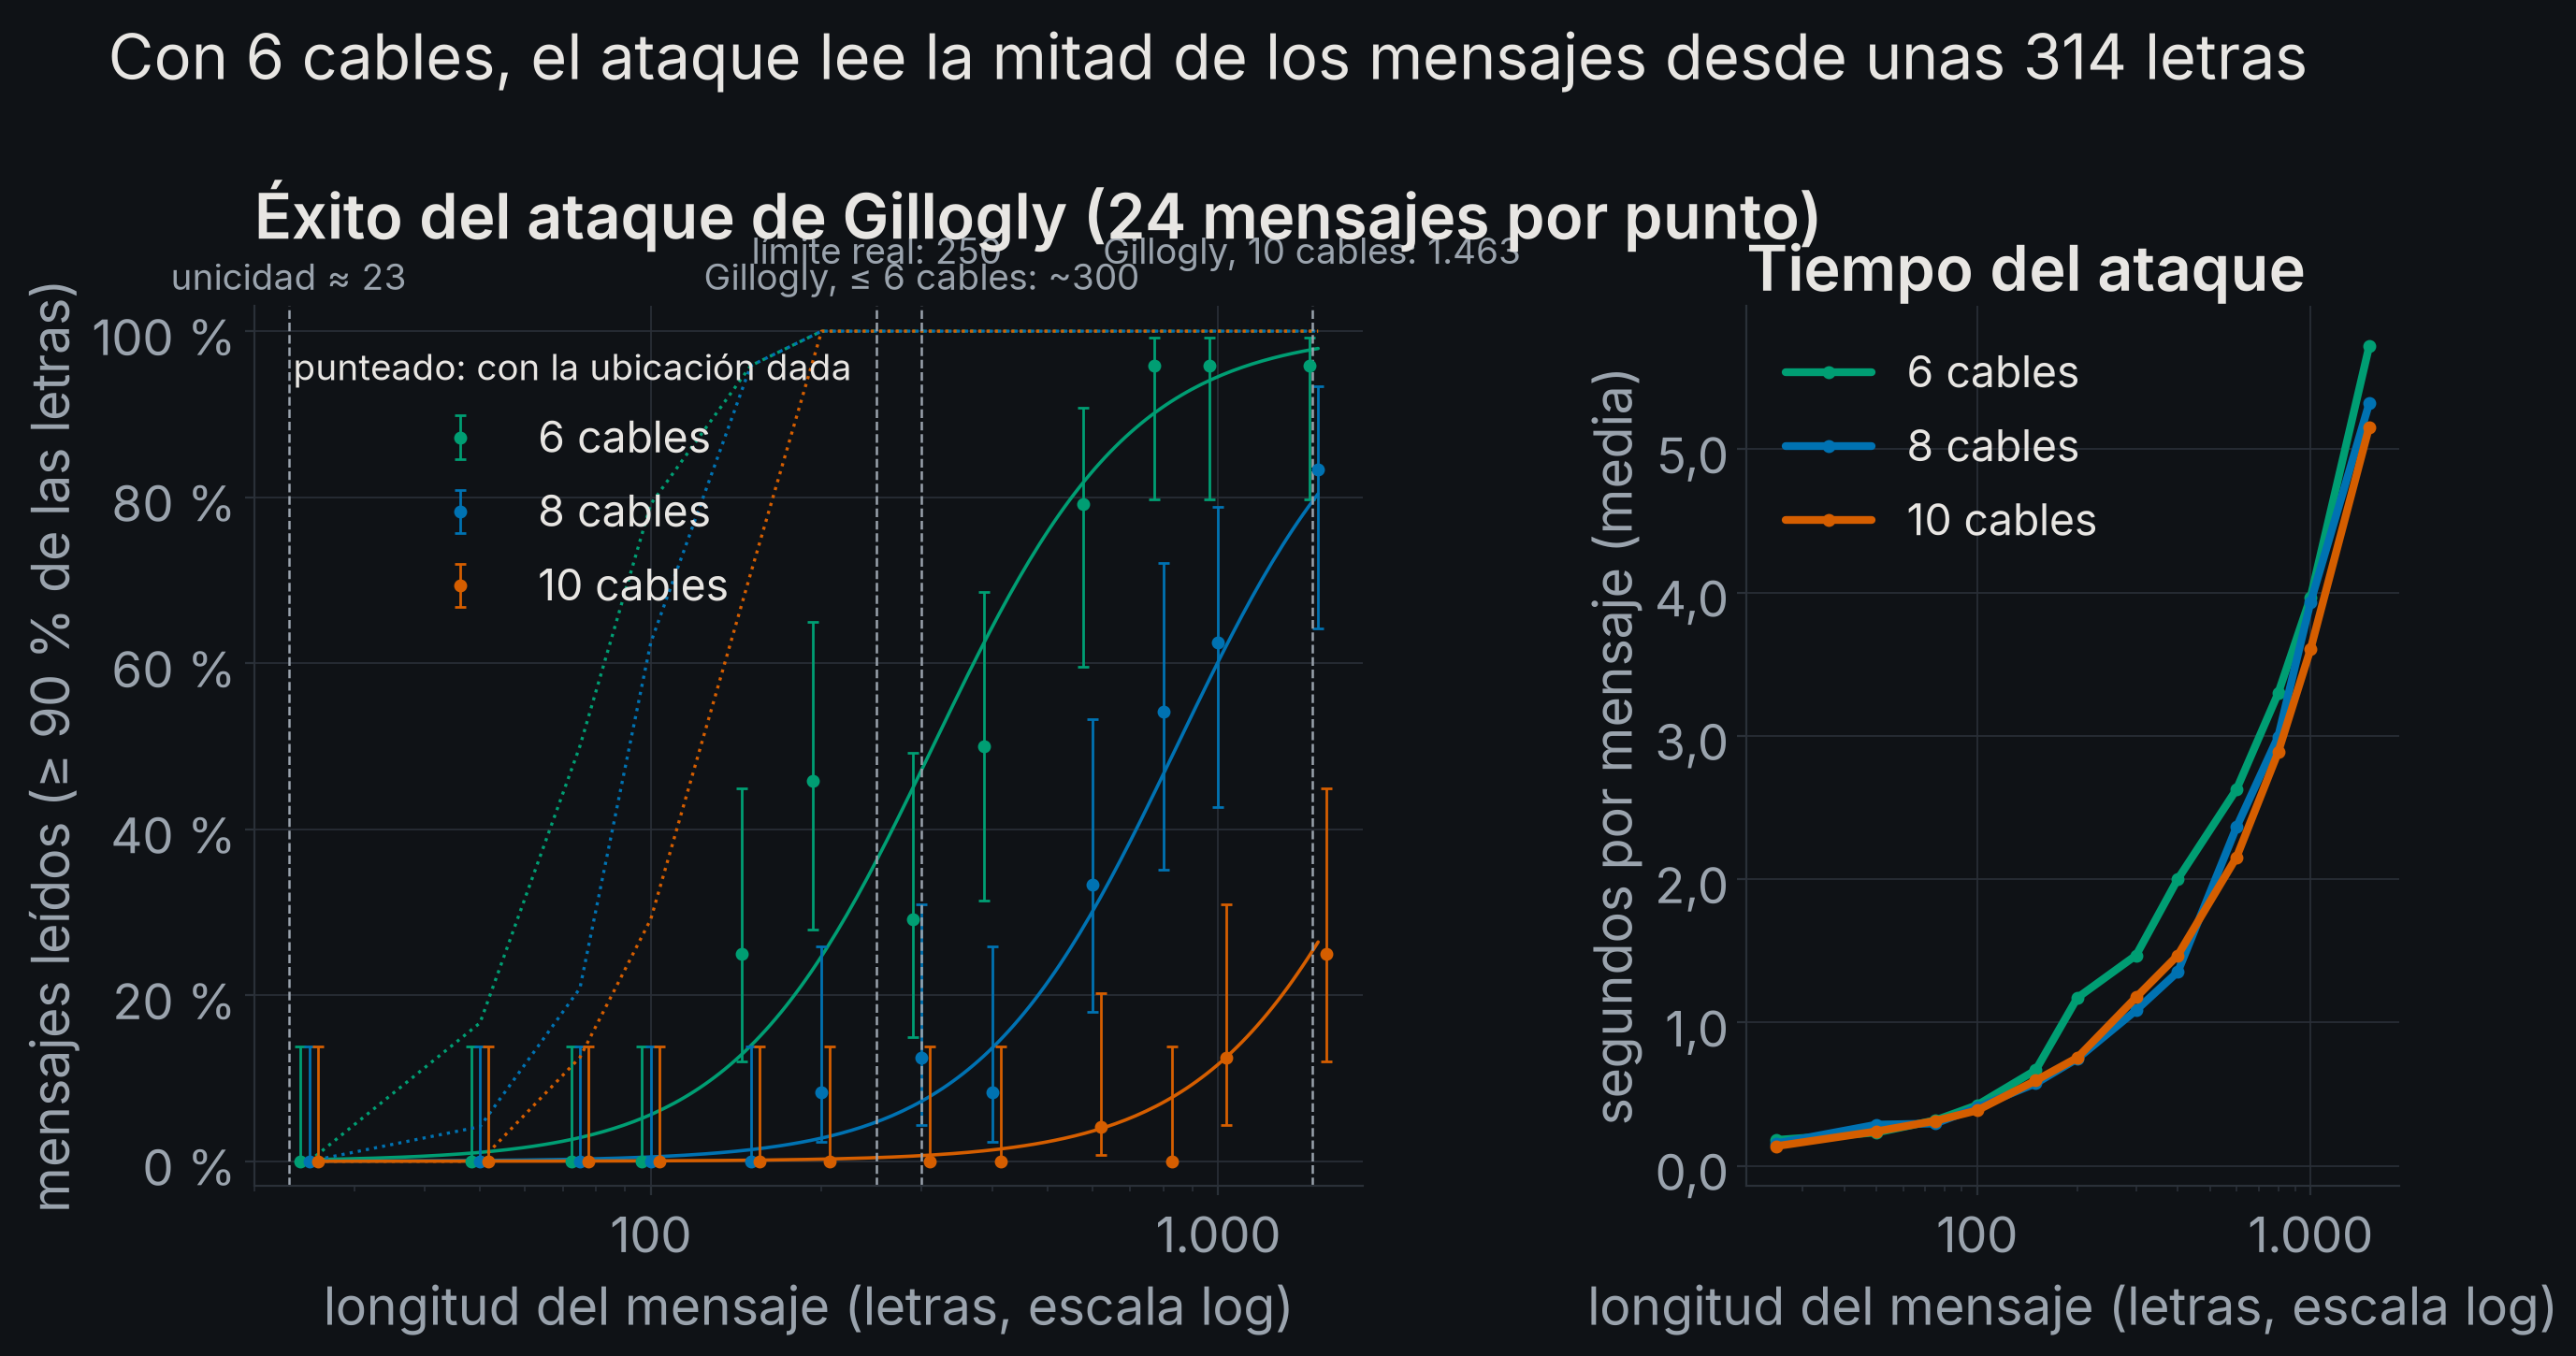 Con 6 cables, el ataque lee la mitad de los mensajes desde unas 314 letras
Éxito del ataque de Gillogly (24 mensajes por punto)
límite real: 250
Gillogly, 10 cables: 1.463
unicidad ≈ 23
Gillogly, ≤ 6 cables: ~300
mensajes leídos (≥ 90 % de las letras)
100 %
80 %
60 %
40 %
20 %
0 %
punteado: con la ubicación dada
6 cables
8 cables
10 cables
100
1.000
longitud del mensaje (letras, escala log)
Tiempo del ataque
segundos por mensaje (media)
5,0
4,0
3,0
2,0
1,0
0,0
6 cables
8 cables
10 cables
100
1.000
longitud del mensaje (letras, escala log)